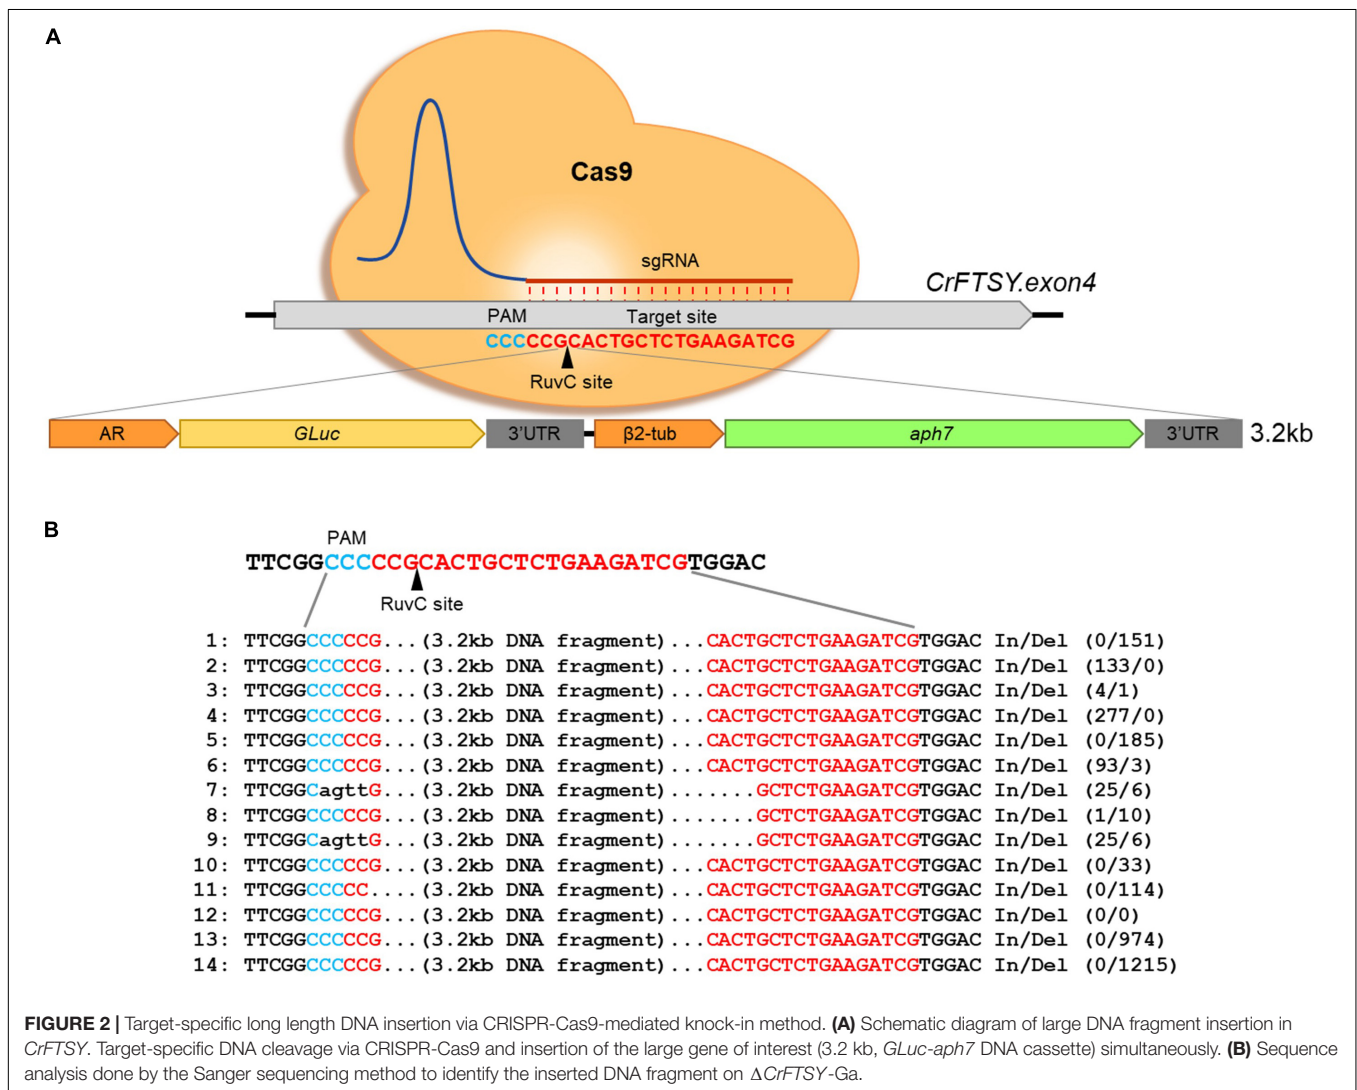 A
Cas9
sgRNA
CrFTSY.exon4
PAM Target site
CCCCCGCACTGCTCTGAAGATCG
RuvC site
AR GLuc 3'UTR β2-tub aph7 3'UTR 3.2kb
B
PAM
TTCGGCCCCCGCACTGCTCTGAAGATCGTGGAC
RuvC site
1: TTCGGCCCCCG...(3.2kb DNA fragment)...CACTGCTCTGAAGATCGTGGAC In/Del (0/151)
2: TTCGGCCCCCG...(3.2kb DNA fragment)...CACTGCTCTGAAGATCGTGGAC In/Del (133/0)
3: TTCGGCCCCCG...(3.2kb DNA fragment)...CACTGCTCTGAAGATCGTGGAC In/Del (4/1)
4: TTCGGCCCCCG...(3.2kb DNA fragment)...CACTGCTCTGAAGATCGTGGAC In/Del (277/0)
5: TTCGGCCCCCG...(3.2kb DNA fragment)...CACTGCTCTGAAGATCGTGGAC In/Del (0/185)
6: TTCGGCCCCCG...(3.2kb DNA fragment)...CACTGCTCTGAAGATCGTGGAC In/Del (93/3)
7: TTCGGCagttG...(3.2kb DNA fragment).......GCTCTGAAGATCGTGGAC In/Del (25/6)
8: TTCGGCCCCCG...(3.2kb DNA fragment).......GCTCTGAAGATCGTGGAC In/Del (1/10)
9: TTCGGCagttG...(3.2kb DNA fragment).......GCTCTGAAGATCGTGGAC In/Del (25/6)
10: TTCGGCCCCCG...(3.2kb DNA fragment)...CACTGCTCTGAAGATCGTGGAC In/Del (0/33)
11: TTCGGCCCCC....(3.2kb DNA fragment)...CACTGCTCTGAAGATCGTGGAC In/Del (0/114)
12: TTCGGCCCCCG...(3.2kb DNA fragment)...CACTGCTCTGAAGATCGTGGAC In/Del (0/0)
13: TTCGGCCCCCG...(3.2kb DNA fragment)...CACTGCTCTGAAGATCGTGGAC In/Del (0/974)
14: TTCGGCCCCCG...(3.2kb DNA fragment)...CACTGCTCTGAAGATCGTGGAC In/Del (0/1215)
FIGURE 2 | Target-specific long length DNA insertion via CRISPR-Cas9-mediated knock-in method. (A) Schematic diagram of large DNA fragment insertion in
CrFTSY. Target-specific DNA cleavage via CRISPR-Cas9 and insertion of the large gene of interest (3.2 kb, GLuc-aph7 DNA cassette) simultaneously. (B) Sequence
analysis done by the Sanger sequencing method to identify the inserted DNA fragment on ΔCrFTSY-Ga.